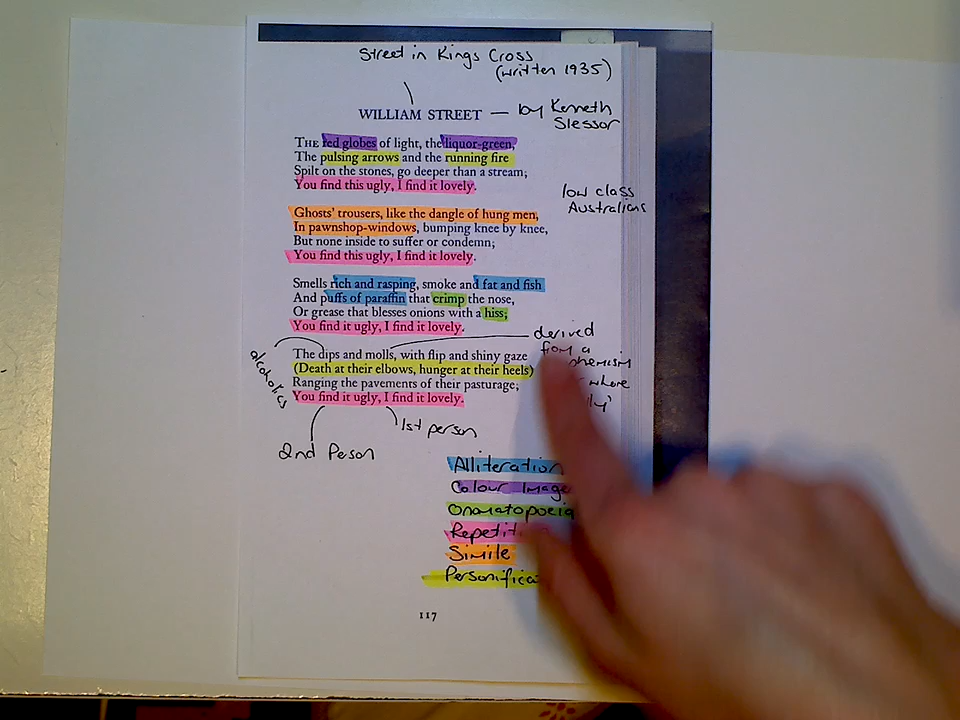 Street in Kings Cross
(written 1935)
WILLIAM STREET — by Kenneth
Slessor
THE red globes of light, the liquor-green,
The pulsing arrows and the running fire
Spilt on the stones, go deeper than a stream;
You find this ugly, I find it lovely.
low class
Australians
Ghosts' trousers, like the dangle of hung men,
In pawnshop-windows, bumping knee by knee,
But none inside to suffer or condemn;
You find this ugly, I find it lovely.
Smells rich and rasping, smoke and fat and fish
And puffs of paraffin that crimp the nose,
Or grease that blesses onions with a hiss;
You find it ugly, I find it lovely.
The dips and molls, with flip and shiny gaze
(Death at their elbows, hunger at their heels)
Ranging the pavements of their pasturage;
You find it ugly, I find it lovely.
derived
from a
where
alcoholics
1st person
2nd Peson
Alliteration
Colour
Onomatopoeia
Simile
117